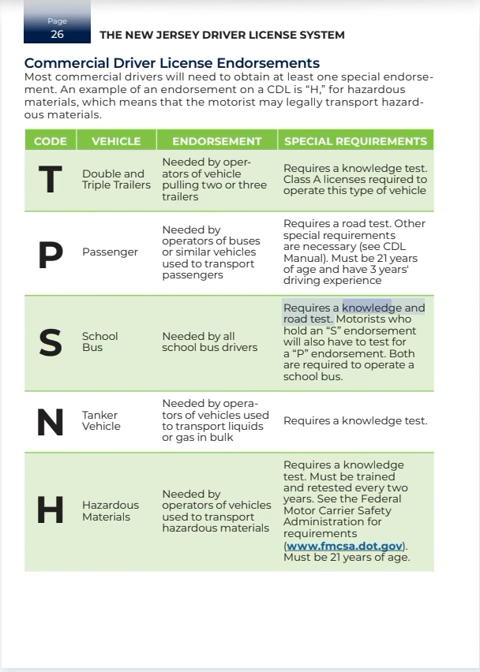 Page
26
THE NEW JERSEY DRIVER LICENSE SYSTEM
Commercial Driver License Endorsements
Most commercial drivers will need to obtain at least one special endorse-
ment. An example of an endorsement on a CDL is “H,” for hazardous
materials, which means that the motorist may legally transport hazard-
ous materials.
CODE VEHICLE ENDORSEMENT SPECIAL REQUIREMENTS
T
Double and
Triple Trailers
Needed by oper-
ators of vehicle
pulling two or three
trailers
Requires a knowledge test.
Class A licenses required to
operate this type of vehicle
P
Passenger
Needed by
operators of buses
or similar vehicles
used to transport
passengers
Requires a road test. Other
special requirements
are necessary (see CDL
Manual). Must be 21 years
of age and have 3 years'
driving experience
S
School
Bus
Needed by all
school bus drivers
Requires a knowledge and
road test. Motorists who
hold an “S” endorsement
will also have to test for
a “P” endorsement. Both
are required to operate a
school bus.
N
Tanker
Vehicle
Needed by opera-
tors of vehicles used
to transport liquids
or gas in bulk
Requires a knowledge test.
H
Hazardous
Materials
Needed by
operators of vehicles
used to transport
hazardous materials
Requires a knowledge
test. Must be trained
and retested every two
years. See the Federal
Motor Carrier Safety
Administration for
requirements
(www.fmcsa.dot.gov).
Must be 21 years of age.